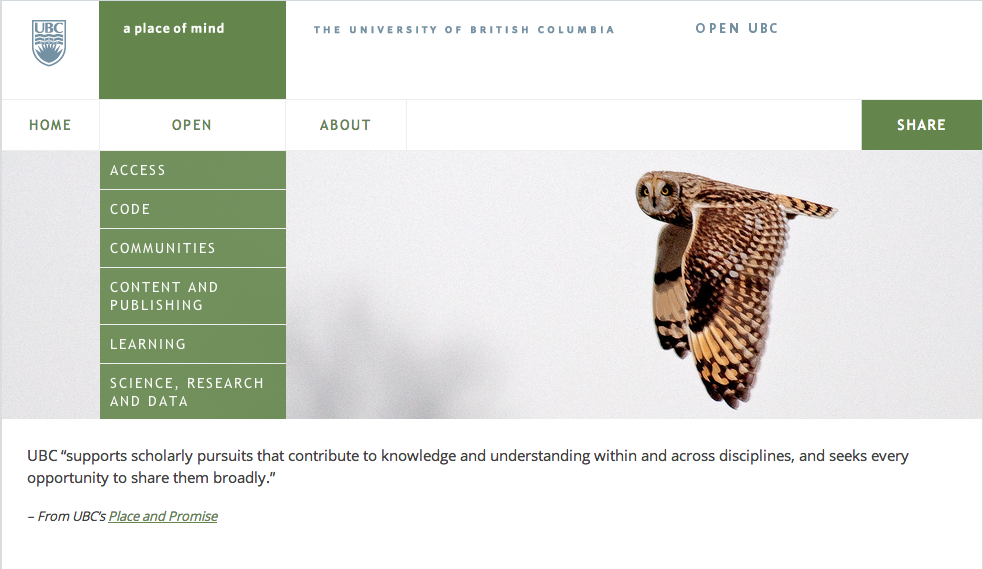 UBC
a place of mind
THE UNIVERSITY OF BRITISH COLUMBIA
OPEN UBC
HOME
OPEN
ABOUT
SHARE
ACCESS
CODE
COMMUNITIES
CONTENT AND
PUBLISHING
LEARNING
SCIENCE, RESEARCH
AND DATA
UBC “supports scholarly pursuits that contribute to knowledge and understanding within and across disciplines, and seeks every
opportunity to share them broadly.”
– From UBC’s Place and Promise